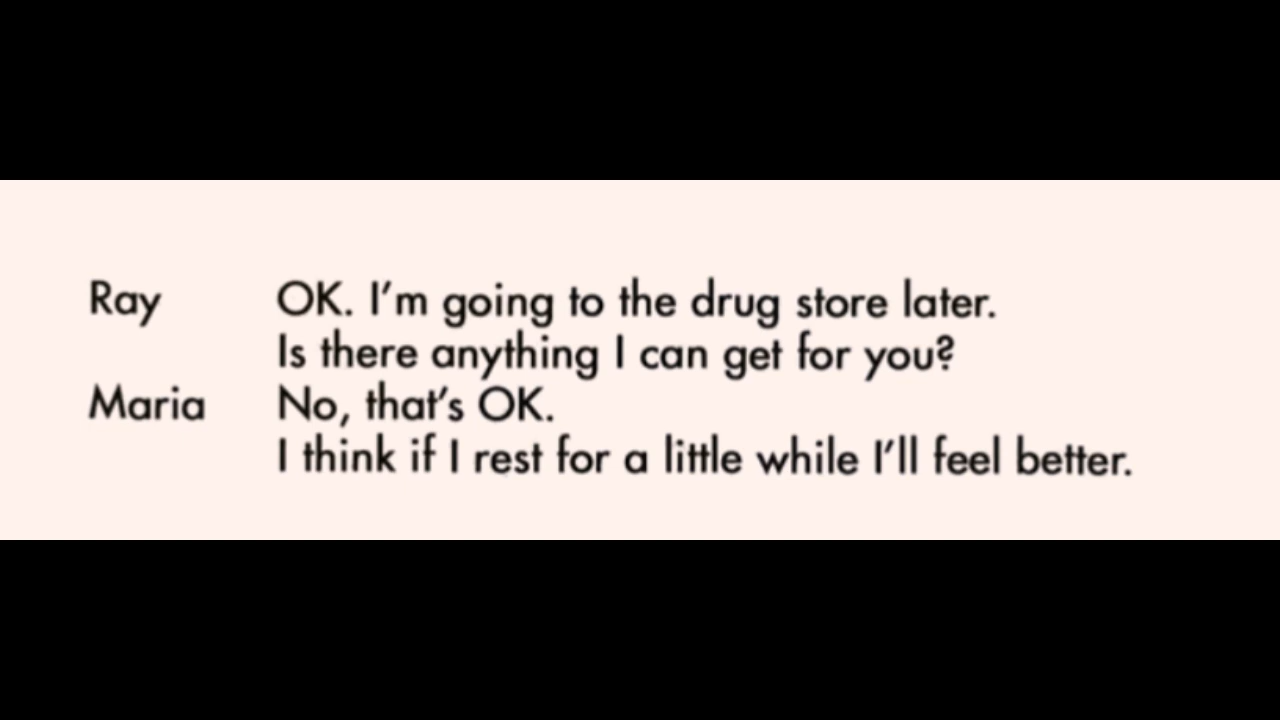 Ray OK. I'm going to the drug store later.
Is there anything I can get for you?
Maria No, that's OK.
I think if I rest for a little while I'll feel better.